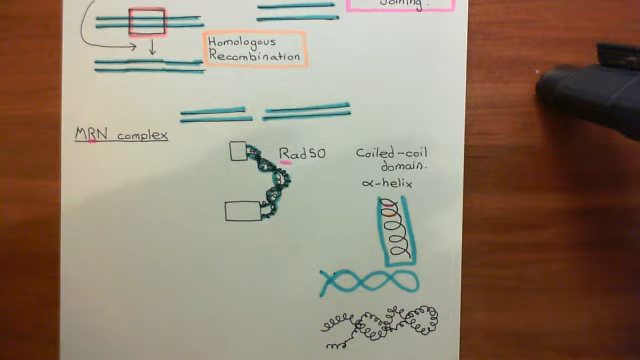 Joining.
Homologous
Recombination
MRN complex
Rad50
Coiled-coil
domain.
α-helix